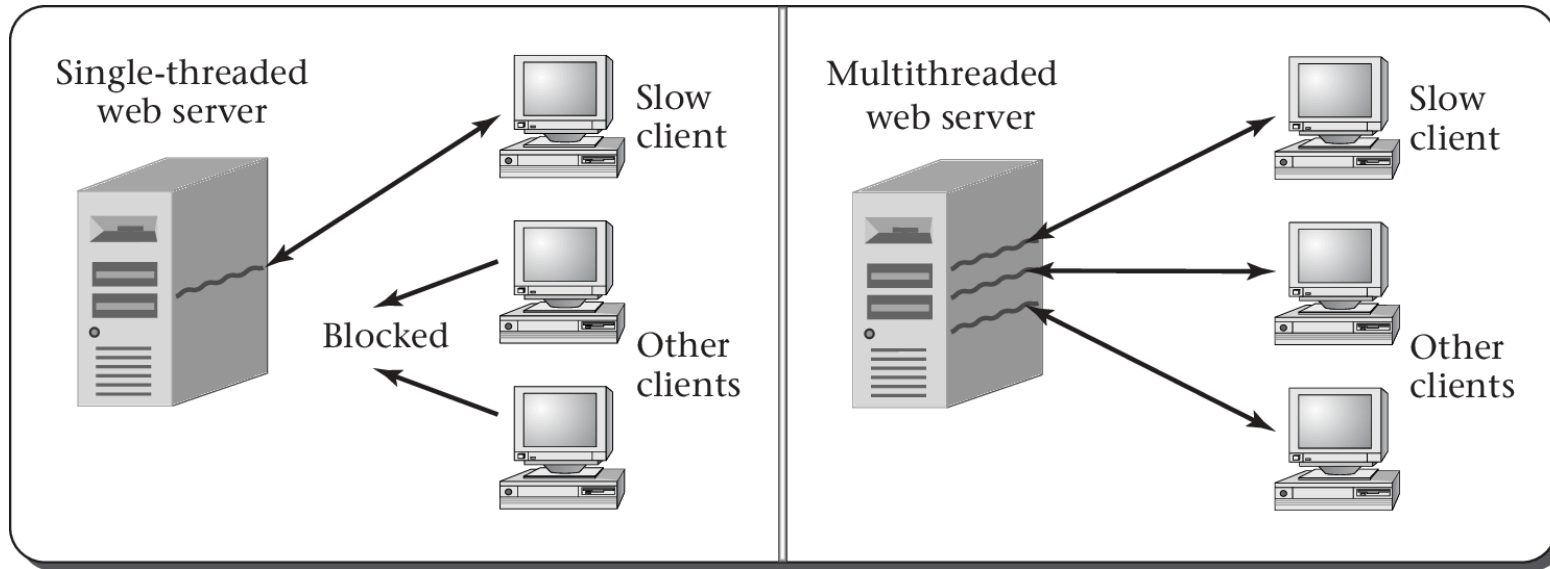 Single-threaded
web server
Slow
client
Blocked
Other
clients
Multithreaded
web server
Slow
client
Other
clients